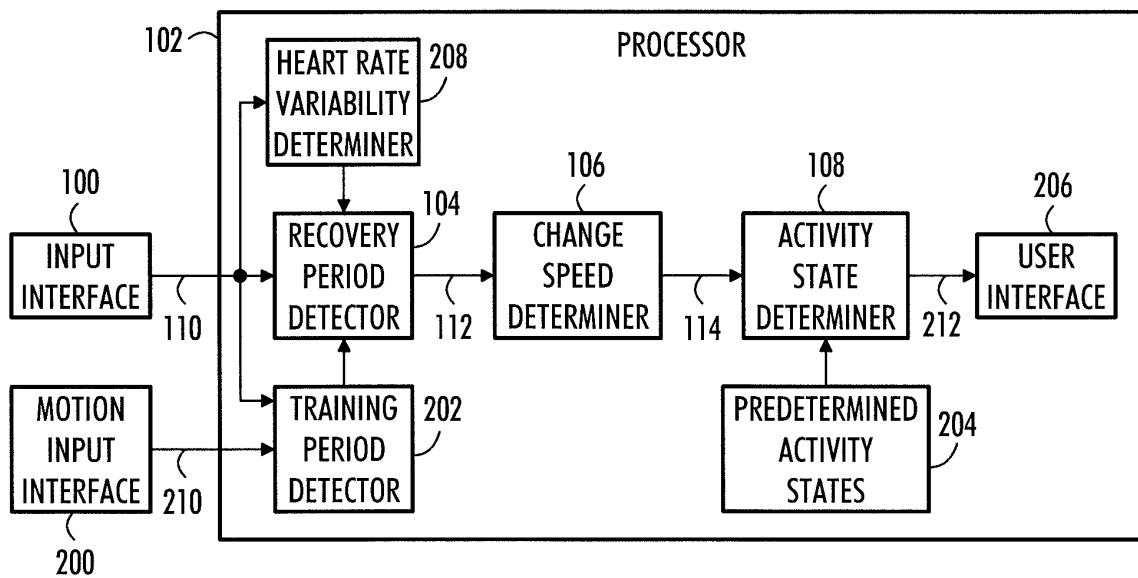 102
PROCESSOR
HEART RATE
VARIABILITY
DETERMINER
208
100
INPUT
INTERFACE
110
RECOVERY
PERIOD
DETECTOR
104
112
106
CHANGE
SPEED
DETERMINER
114
108
ACTIVITY
STATE
DETERMINER
212
206
USER
INTERFACE
MOTION
INPUT
INTERFACE
200
210
TRAINING
PERIOD
DETECTOR
202
PREDETERMINED
ACTIVITY
STATES
204